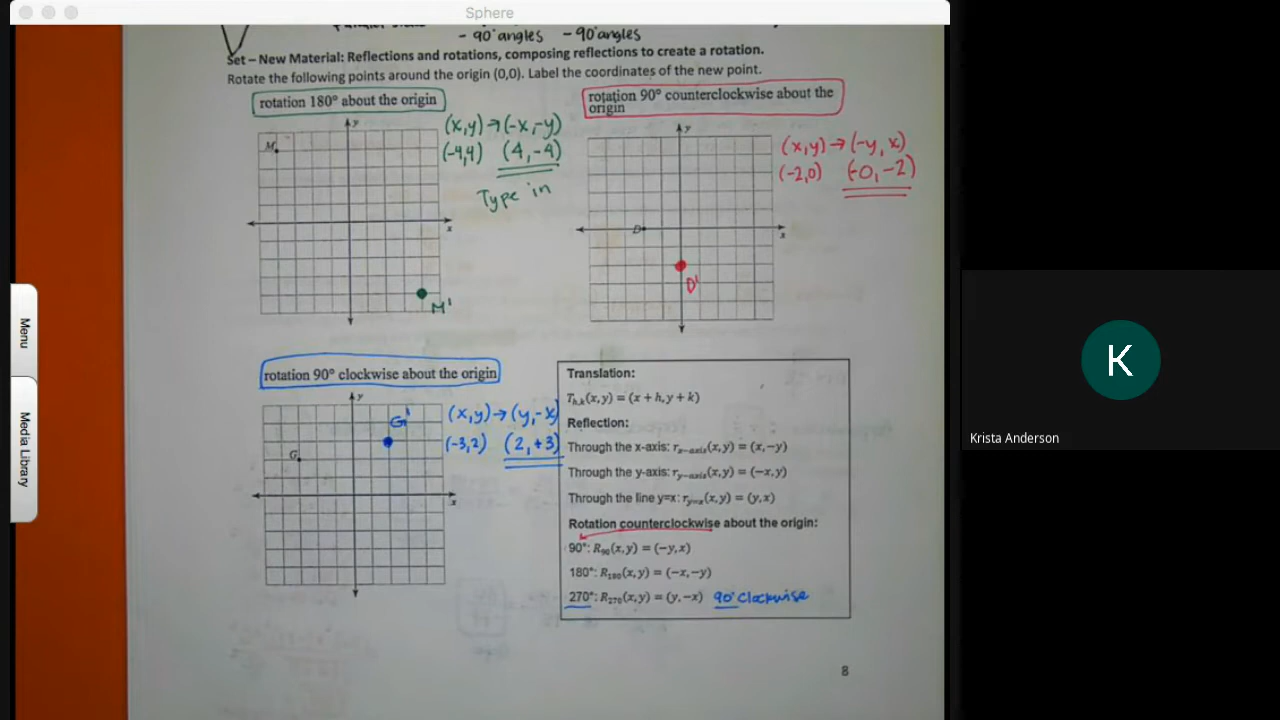 Sphere
- 90° angles - 90° angles
Set – New Material: Reflections and rotations, composing reflections to create a rotation.
Rotate the following points around the origin (0,0). Label the coordinates of the new point.
rotation 180° about the origin
y
M
x
M'
(x,y)→(-x,-y)
(-4,4) (4,-4)
Type in
rotation 90° counterclockwise about the
origin
y
D
x
D'
(x,y)→(-y,x)
(-2,0) (-0,-2)
rotation 90° clockwise about the origin
y
G'
G
x
(x,y)→(y,-x)
(-3,2) (2,+3)
Translation:
Th,k(x,y) = (x + h, y + k)
Reflection:
Through the x-axis: rx-axis(x,y) = (x,-y)
Through the y-axis: ry-axis(x,y) = (-x,y)
Through the line y=x: ry=x(x,y) = (y,x)
Rotation counterclockwise about the origin:
90°: R90(x,y) = (-y,x)
180°: R180(x,y) = (-x,-y)
270°: R270(x,y) = (y,-x) 90° Clockwise
8
Menu
Media Library
K
Krista Anderson